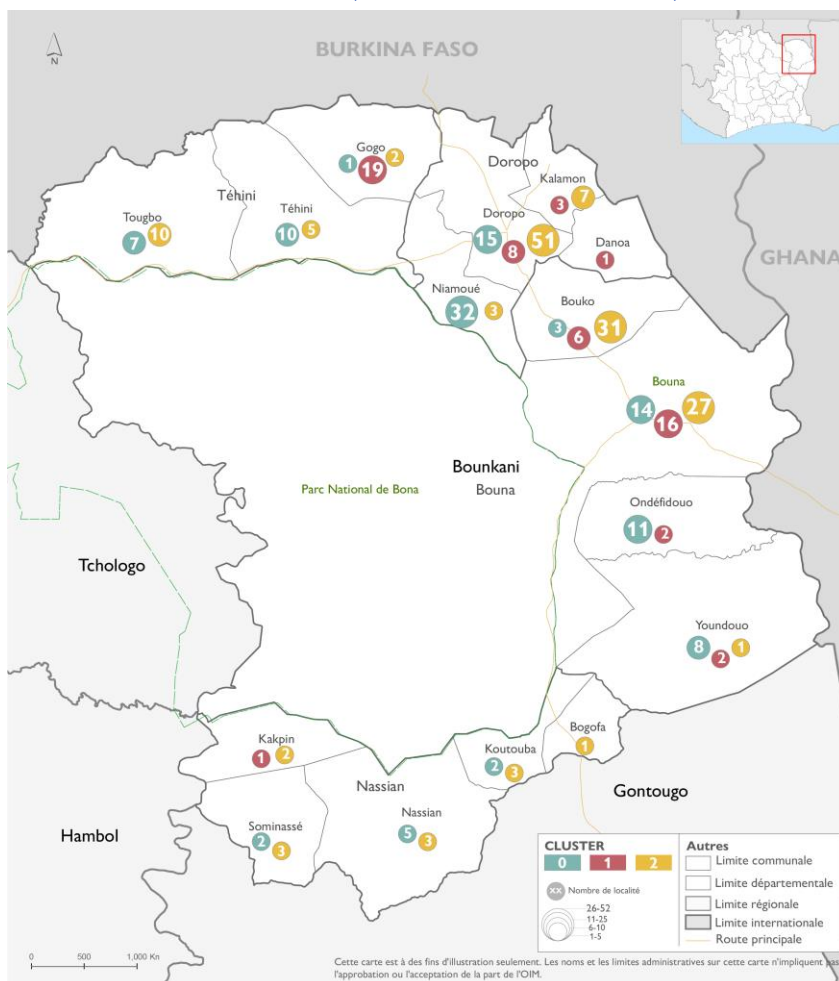 BURKINA FASO
N
Gogo
1
19
2
Doropo
Kalamon
3
7
Téhini
Tougbo
7
10
Téhini
10
5
Doropo
15
8
51
Danoa
1
GHANA
Niamoué
32
3
Bouko
3
6
31
Bouna
14
16
27
Bounkani
Bouna
Parc National de Bona
Ondéfidouo
11
2
Tchologo
Youndouo
8
2
1
Kakpin
1
2
Koutouba
2
3
Bogofa
1
Nassian
Gontougo
Sominassé
2
3
Nassian
5
3
Hambol
CLUSTER
0
1
2
XX
Nombre de localité
26-52
11-25
6-10
1-5
Autres
Limite communale
Limite départementale
Limite régionale
Limite internationale
Route principale
0 500 1,000 Kn
Cette carte est à des fins d'illustration seulement. Les noms et les limites administratives sur cette carte n'impliquent pas
l'approbation ou l'acceptation de la part de l'OIM.